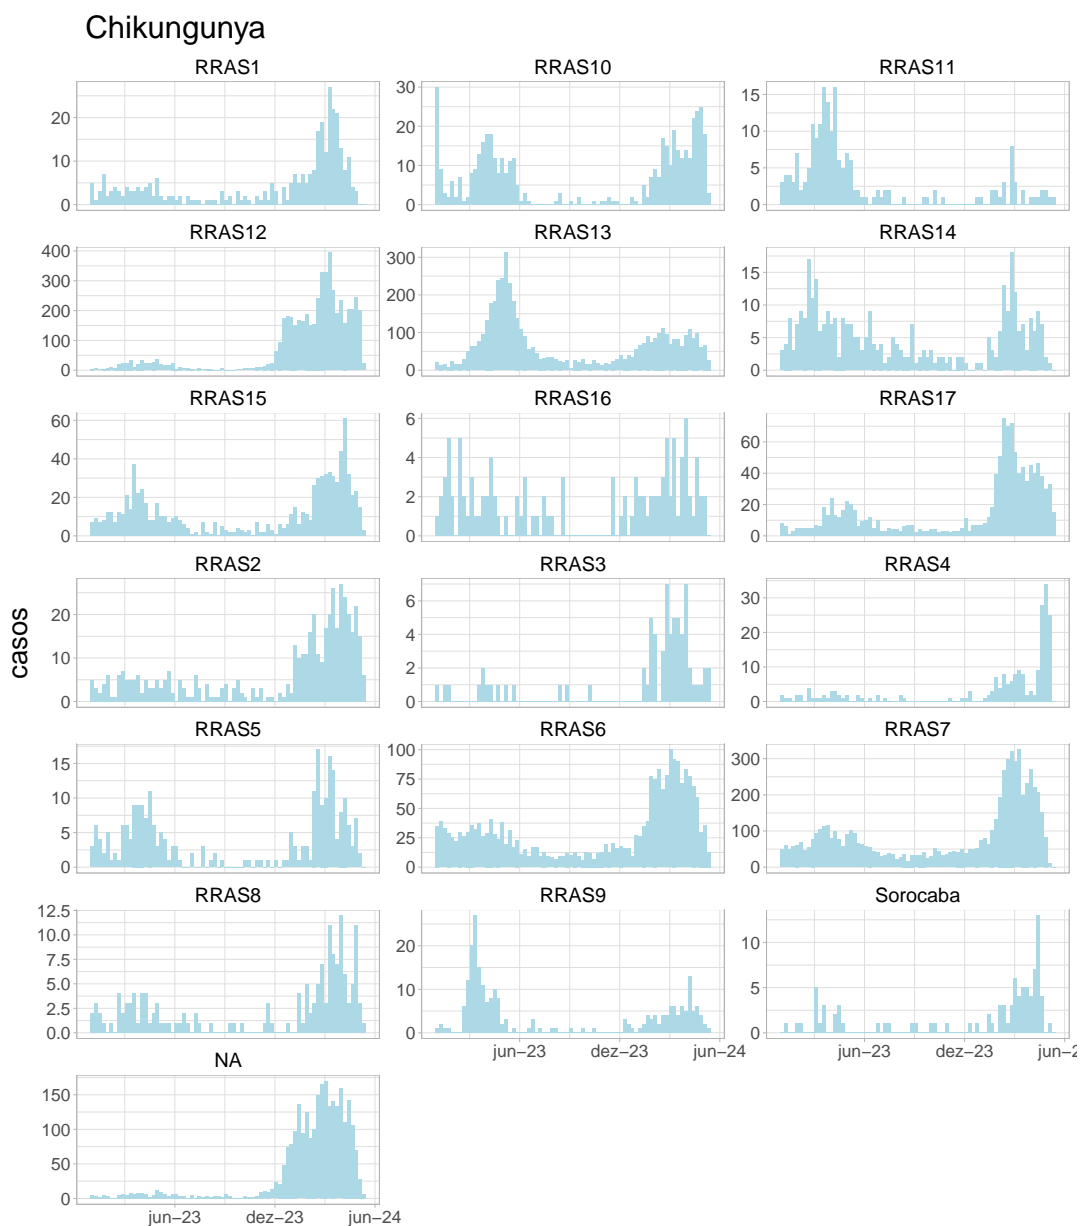 Chikungunya
RRAS1 RRAS10 RRAS11
20 10 0
30 20 10 0
15 10 5 0
RRAS12 RRAS13 RRAS14
400 300 200 100 0
300 200 100 0
15 10 5 0
RRAS15 RRAS16 RRAS17
60 40 20 0
6 4 2 0
60 40 20 0
RRAS2 RRAS3 RRAS4
20 10 0
6 4 2 0
30 20 10 0
casos
RRAS5 RRAS6 RRAS7
15 10 5 0
100 75 50 25 0
300 200 100 0
RRAS8 RRAS9 Sorocaba
12.5 10.0 7.5 5.0 2.5 0.0
20 10 0
10 5 0
jun−23 dez−23 jun−24
jun−23 dez−23 jun−2
NA
150 100 50 0
jun−23 dez−23 jun−24